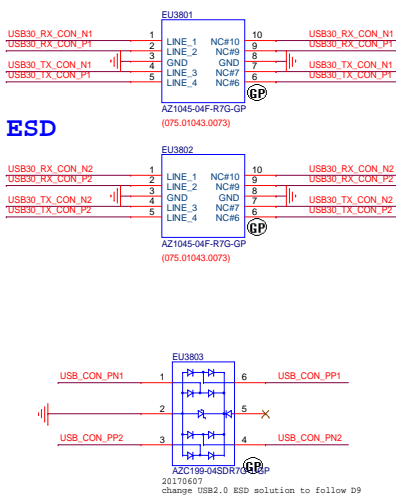 EU3801
USB30_RX_CON_N1 1 LINE_1 NC#10 10 USB30_RX_CON_N1
USB30_RX_CON_P1 2 LINE_2 NC#9 9 USB30_RX_CON_P1
3 GND GND 8
USB30_TX_CON_N1 4 LINE_3 NC#7 7 USB30_TX_CON_N1
USB30_TX_CON_P1 5 LINE_4 NC#6 6 USB30_TX_CON_P1
GP
AZ1045-04F-R7G-GP
(075.01043.0073)
ESD
EU3802
USB30_RX_CON_N2 1 LINE_1 NC#10 10 USB30_RX_CON_N2
USB30_RX_CON_P2 2 LINE_2 NC#9 9 USB30_RX_CON_P2
3 GND GND 8
USB30_TX_CON_N2 4 LINE_3 NC#7 7 USB30_TX_CON_N2
USB30_TX_CON_P2 5 LINE_4 NC#6 6 USB30_TX_CON_P2
GP
AZ1045-04F-R7G-GP
(075.01043.0073)
EU3803
USB_CON_PN1 1 6 USB_CON_PP1
2 5
USB_CON_PP2 3 4 USB_CON_PN2
GP
AZC199-04SDR7G-1-GP
20170607
change USB2.0 ESD solution to follow D9